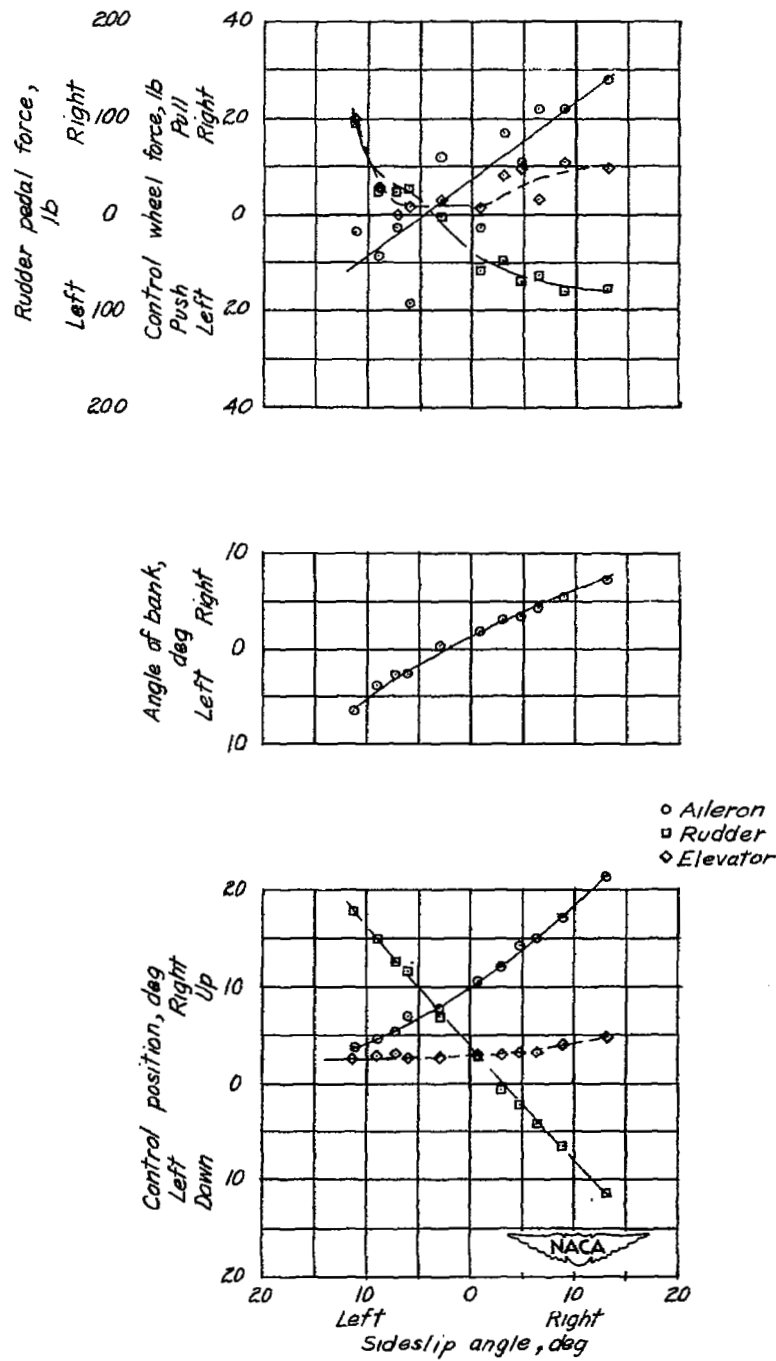 200
40
Rudder pedal force,
lb
Left Right
Control wheel force, lb
Push Pull
Left Right
100
20
0
0
100
20
200
40
Angle of bank,
deg
Left Right
10
0
10
○ Aileron
□ Rudder
◇ Elevator
Control position, deg
Left Right
Down Up
20
10
0
10
20
NACA
20 10 0 10 20
Left Right
Sideslip angle, deg